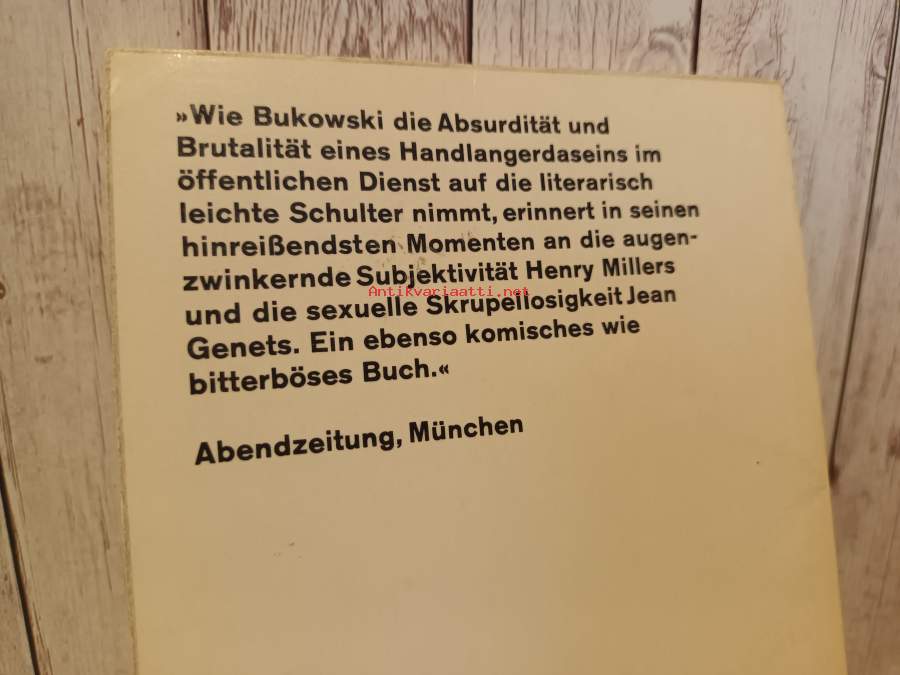 »Wie Bukowski die Absurdität und
Brutalität eines Handlangerdaseins im
öffentlichen Dienst auf die literarisch
leichte Schulter nimmt, erinnert in seinen
hinreißendsten Momenten an die augen-
zwinkernde Subjektivität Henry Millers
Antikvariaatti.net
und die sexuelle Skrupellosigkeit Jean
Genets. Ein ebenso komisches wie
bitterböses Buch.«
Abendzeitung, München